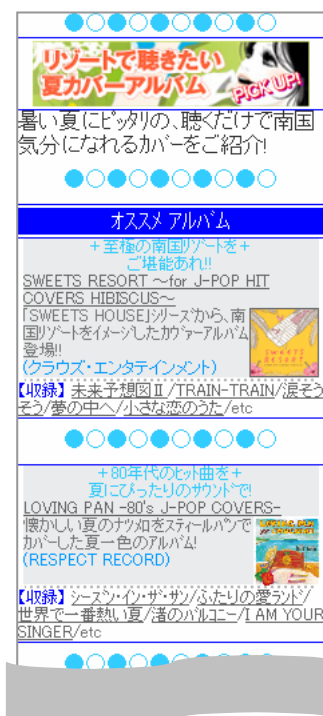 リゾートで聴きたい
夏カバーアルバム
PICK UP!
暑い夏にピッタリの、聴くだけで南国
気分になれるカバーをご紹介!
オススメ アルバム
+至極の南国リゾートを+
ご堪能あれ!!
SWEETS RESORT ～for J-POP HIT
COVERS HIBISCUS～
「SWEETS HOUSE」シリーズから、南
国リゾートをイメージしたカヴァーアルバム
登場!!
SWEETS
RESORT
(クラウズ・エンタテインメント)
【収録】未来予想図Ⅱ/TRAIN-TRAIN/涙そう
そう/夢の中へ/小さな恋のうた/etc
+80年代のヒット曲を+
夏にぴったりのサウンドで!
LOVING PAN -80's J-POP COVERS-
懐かしい夏のナツメロをスティールパンで
カバーした夏一色のアルバム!
(RESPECT RECORD)
【収録】シーズン・イン・ザ・サン/ふたりの愛ランド/
世界で一番熱い夏/渚のバルコニー/I AM YOUR
SINGER/etc